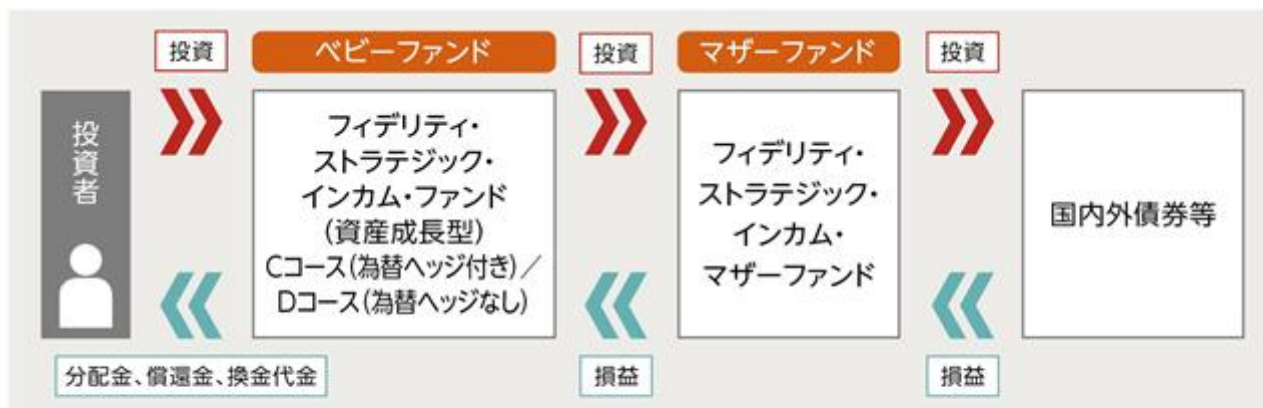 投資
ベビーファンド
投資
マザーファンド
投資
投資者
フィデリティ・
ストラテジック・
インカム・ファンド
(資産成長型)
Cコース(為替ヘッジ付き)／
Dコース(為替ヘッジなし)
フィデリティ・
ストラテジック・
インカム・
マザーファンド
国内外債券等
分配金、償還金、換金代金
損益
損益